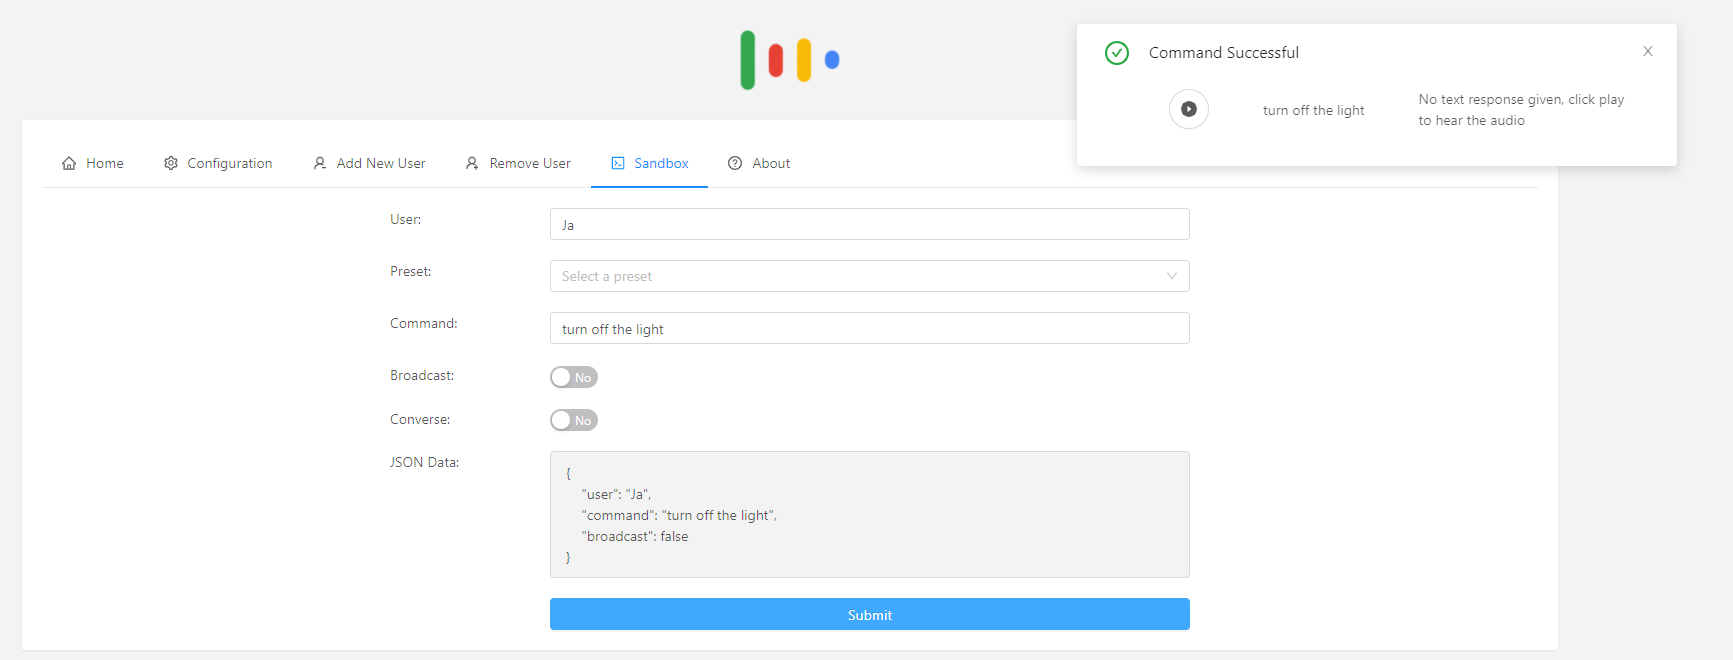 Command Successful
turn off the light
No text response given, click play
to hear the audio
Home
Configuration
Add New User
Remove User
Sandbox
About
User:
Ja
Preset:
Select a preset
Command:
turn off the light
Broadcast:
No
Converse:
No
JSON Data:
{
"user": "Ja",
"command": "turn off the light",
"broadcast": false
}
Submit